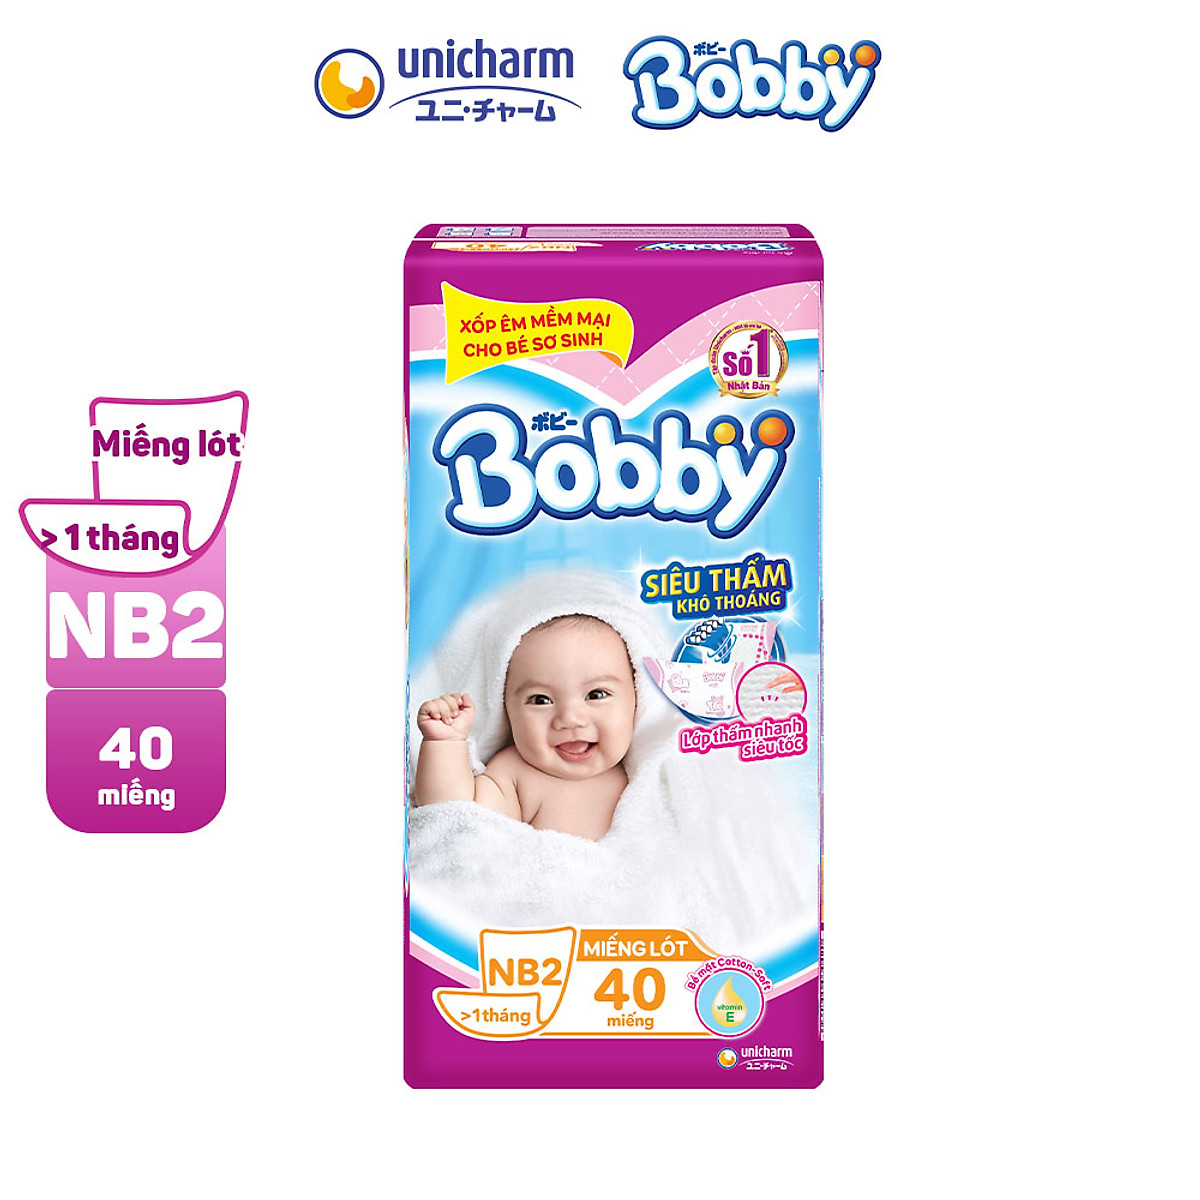 unicharm
ユニ・チャーム
ボビー
Bobby
XỐP ÊM MỀM MẠI
CHO BÉ SƠ SINH
Số 1
Nhật Bản
ボビー
Bobby
SIÊU THẤM
KHÔ THOÁNG
Lớp thấm nhanh
siêu tốc
Miếng lót
> 1 tháng
NB2
40
miếng
NB2
>1 tháng
MIẾNG LÓT
40
miếng
Bề mặt Cotton-Soft
vitamin
E
unicharm
ユニ・チャーム